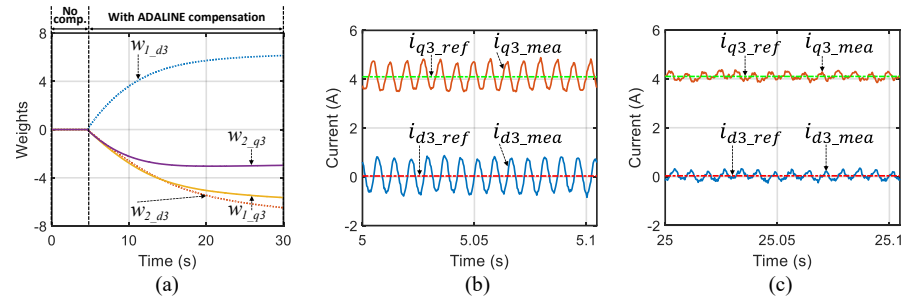 No comp.
With ADALINE compensation
(a)
8
4
0
-4
-8
Weights
w1_d3
w2_q3
w2_d3
w1_q3
0
10
20
30
Time (s)
(a)
(b)
6
4
2
0
-2
Current (A)
iq3_ref
iq3_mea
id3_ref
id3_mea
5
5.05
5.1
Time (s)
(b)
(c)
6
4
2
0
-2
Current (A)
iq3_ref
iq3_mea
id3_ref
id3_mea
25
25.05
25.1
Time (s)
(c)